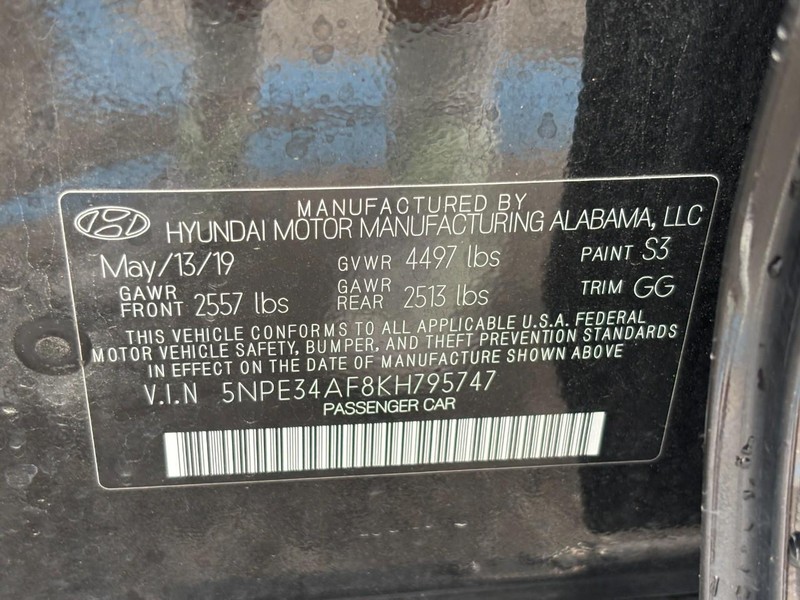 MANUFACTURED BY
HYUNDAI MOTOR MANUFACTURING ALABAMA, LLC
May/13/19 GVWR 4497 lbs PAINT S3
GAWR FRONT 2557 lbs GAWR REAR 2513 lbs TRIM GG
THIS VEHICLE CONFORMS TO ALL APPLICABLE U.S.A. FEDERAL
MOTOR VEHICLE SAFETY, BUMPER, AND THEFT PREVENTION STANDARDS
IN EFFECT ON THE DATE OF MANUFACTURE SHOWN ABOVE.
V.I.N 5NPE34AF8KH795747
PASSENGER CAR